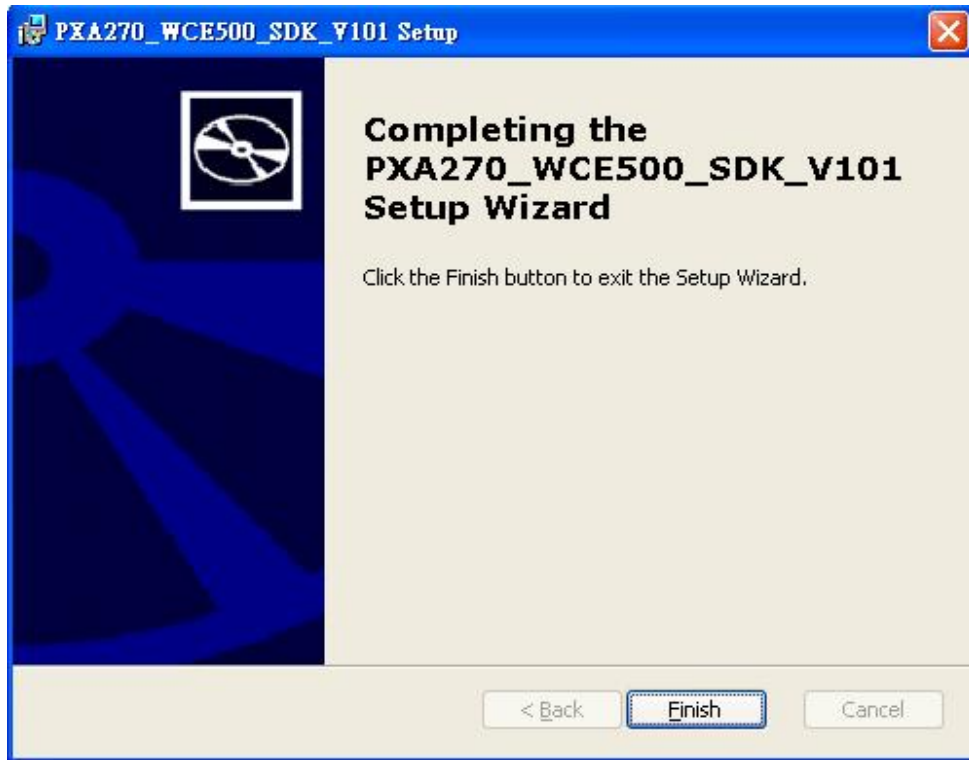 PXA270_WCE500_SDK_V101 Setup
Completing the
PXA270_WCE500_SDK_V101
Setup Wizard
Click the Finish button to exit the Setup Wizard.
< Back
Finish
Cancel